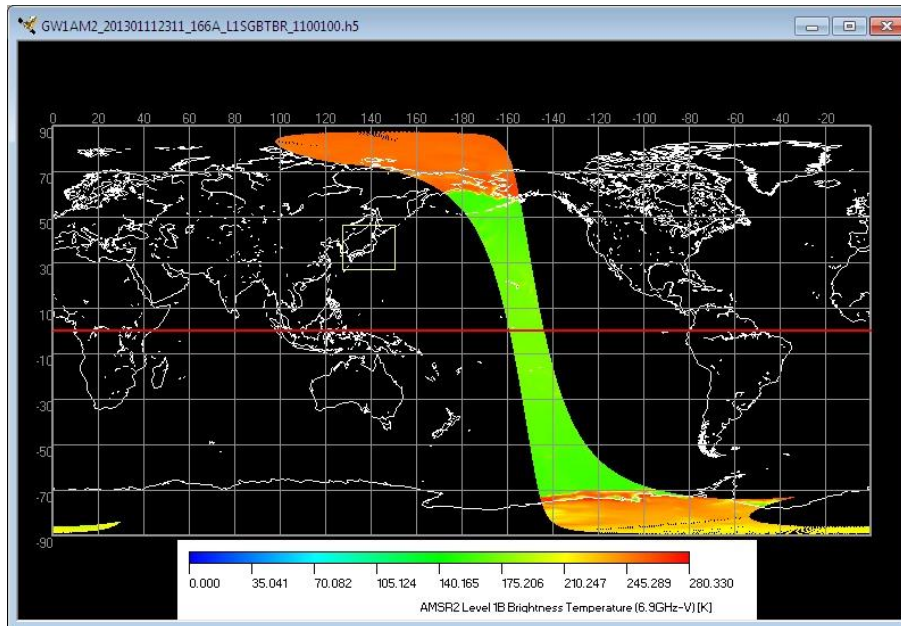 GW1AM2_201301112311_166A_L1SGBTBR_1100100.h5
0 20 40 60 80 100 120 140 160 -160 -140 -120 -100 -80 -60 -40 -20
90
70
50
30
10
-10
-30
-50
-70
-90
0.000 35.041 70.082 105.124 140.165 175.206 210.247 245.289 280.330
AMSR2 Level 1B Brightness Temperature (6.9GHz-V) [K]